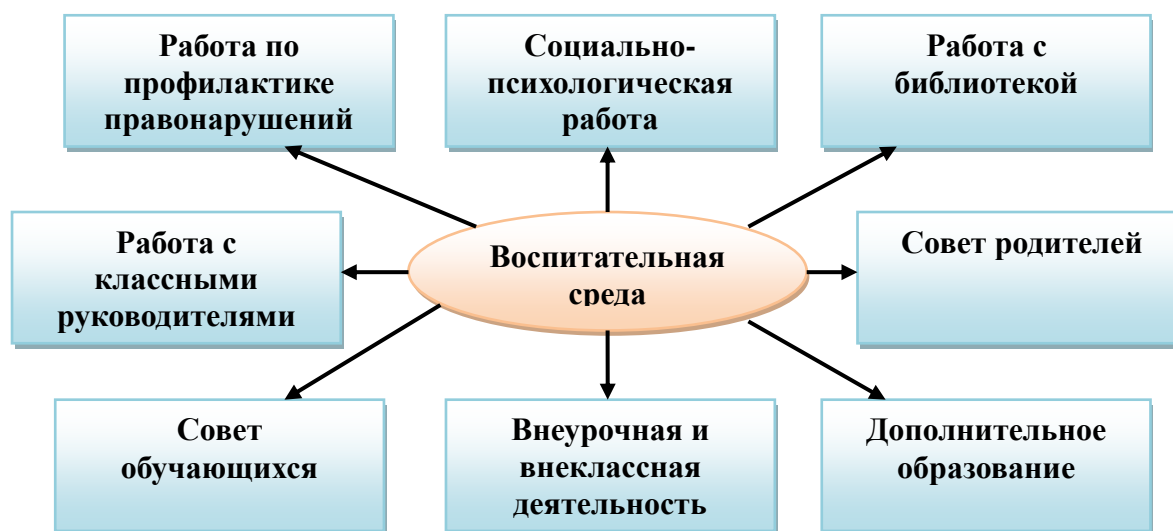 Работа по
профилактике
правонарушений
Социально-
психологическая
работа
Работа с
библиотекой
Работа с
классными
руководителями
Воспитательная
среда
Совет родителей
Совет
обучающихся
Внеурочная и
внеклассная
деятельность
Дополнительное
образование